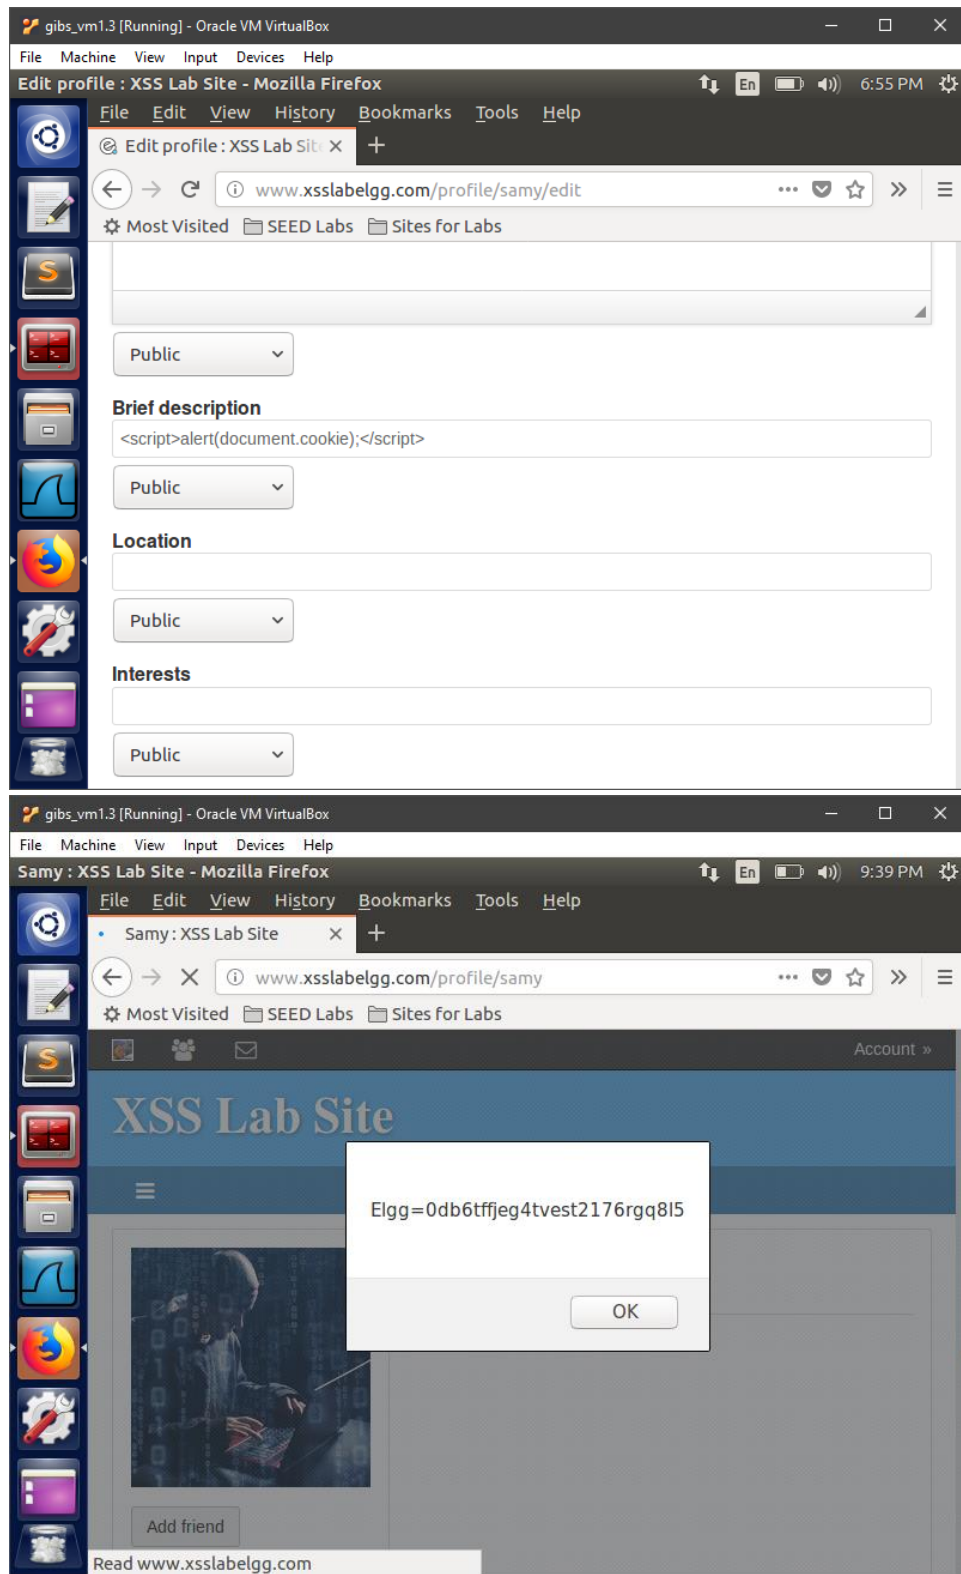 gibs_vm1.3 [Running] - Oracle VM VirtualBox
File Machine View Input Devices Help
Edit profile : XSS Lab Site - Mozilla Firefox En 6:55 PM
File Edit View History Bookmarks Tools Help
Edit profile : XSS Lab Sit
www.xsslabelgg.com/profile/samy/edit
Most Visited SEED Labs Sites for Labs
Public
Brief description
<script>alert(document.cookie);</script>
Public
Location
Public
Interests
Public
gibs_vm1.3 [Running] - Oracle VM VirtualBox
File Machine View Input Devices Help
Samy : XSS Lab Site - Mozilla Firefox En 9:39 PM
File Edit View History Bookmarks Tools Help
Samy : XSS Lab Site
www.xsslabelgg.com/profile/samy
Most Visited SEED Labs Sites for Labs
Account »
XSS Lab Site
Elgg=0db6tffjeg4tvest2176rgq8l5
OK
Add friend
Read www.xsslabelgg.com